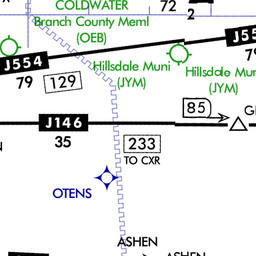 COLDWATER
Branch County Meml
(OEB)
72
2
J55
J554
79
129
Hillsdale Muni
(JYM)
Hillsdale Mun
(JYM)
79
85
J146
35
233
TO CXR
OTENS
ASHEN
ASHEN